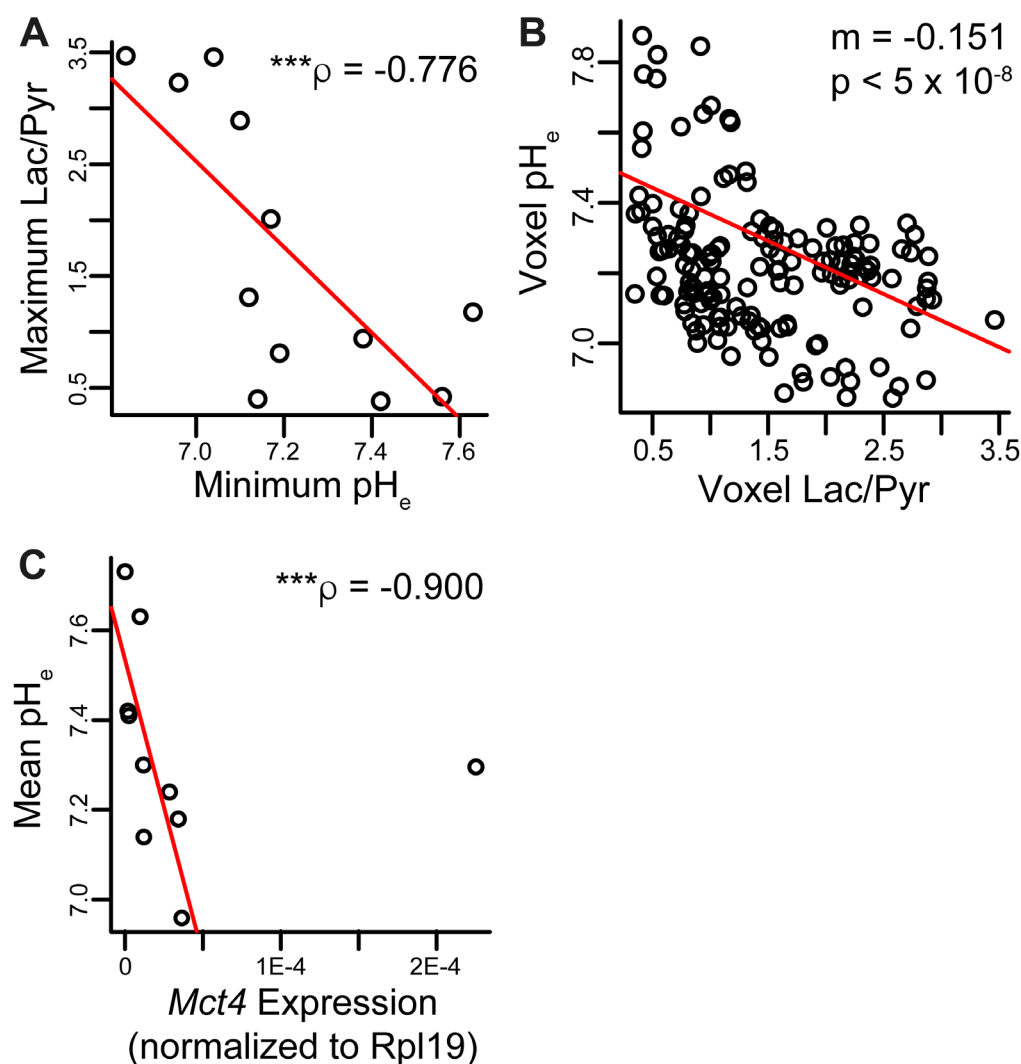 A
***ρ = -0.776
Maximum Lac/Pyr
3.5
2.5
1.5
0.5
7.0 7.2 7.4 7.6
Minimum pHe
B
m = -0.151
p < 5 x 10-8
Voxel pHe
7.8
7.4
7.0
0.5 1.5 2.5 3.5
Voxel Lac/Pyr
C
***ρ = -0.900
Mean pHe
7.6
7.4
7.2
7.0
0 1E-4 2E-4
Mct4 Expression
(normalized to Rpl19)